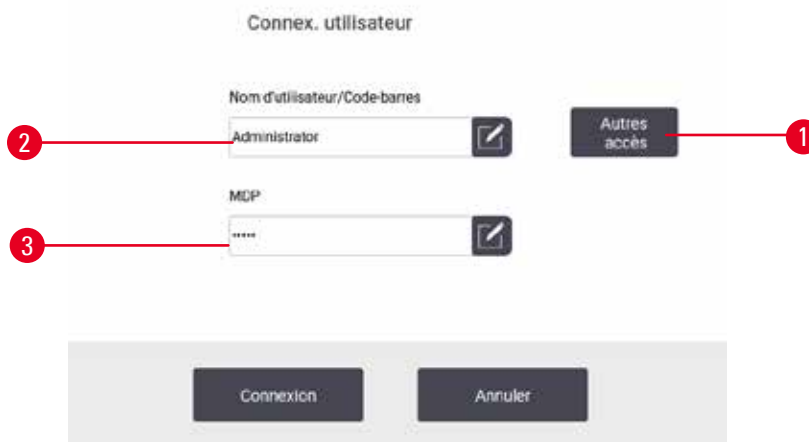 Connex. utilisateur
Nom d'utilisateur/Code-barres
2
Administrator
Autres
accès
1
MDP
3
•••••
Connexion
Annuler